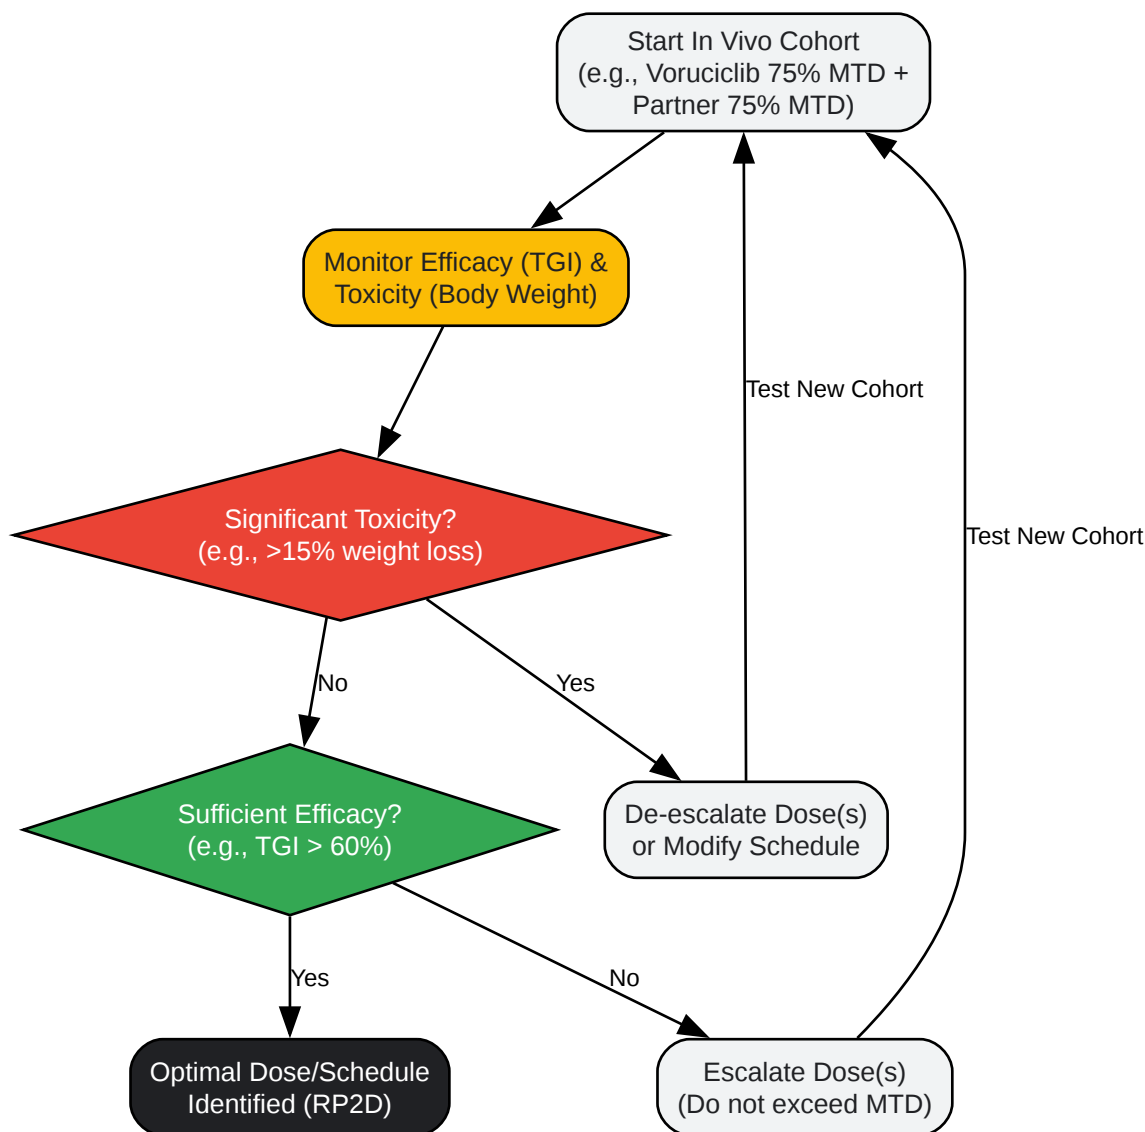 Start In Vivo Cohort
(e.g., Voruciclib 75% MTD +
Partner 75% MTD)
Monitor Efficacy (TGI) &
Toxicity (Body Weight)
Test New Cohort
Significant Toxicity?
(e.g., >15% weight loss)
Test New Cohort
No
Yes
Sufficient Efficacy?
(e.g., TGI > 60%)
De-escalate Dose(s)
or Modify Schedule
Yes
No
Optimal Dose/Schedule
Identified (RP2D)
Escalate Dose(s)
(Do not exceed MTD)